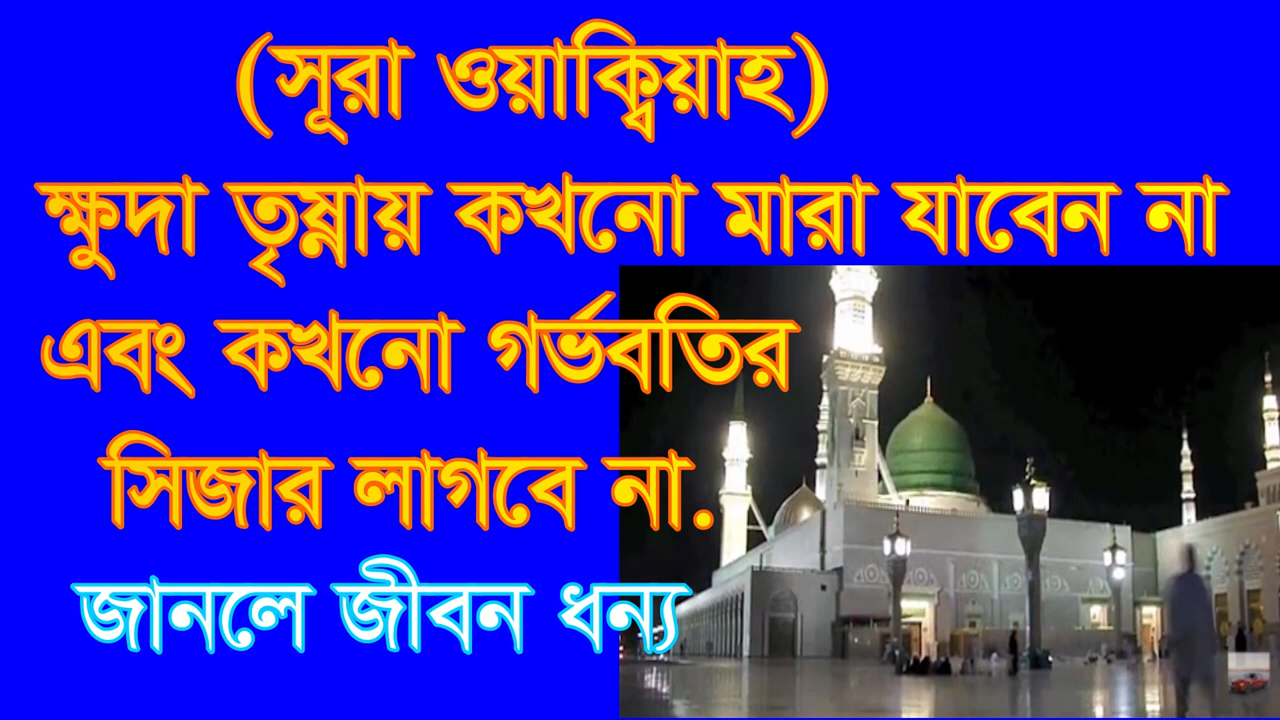 (সূরা ওয়াক্বিয়াহ)
ক্ষুদা তৃষ্নায় কখনো মারা যাবেন না
এবং কখনো গর্ভবতির
সিজার লাগবে না.
জানলে জীবন ধন্য